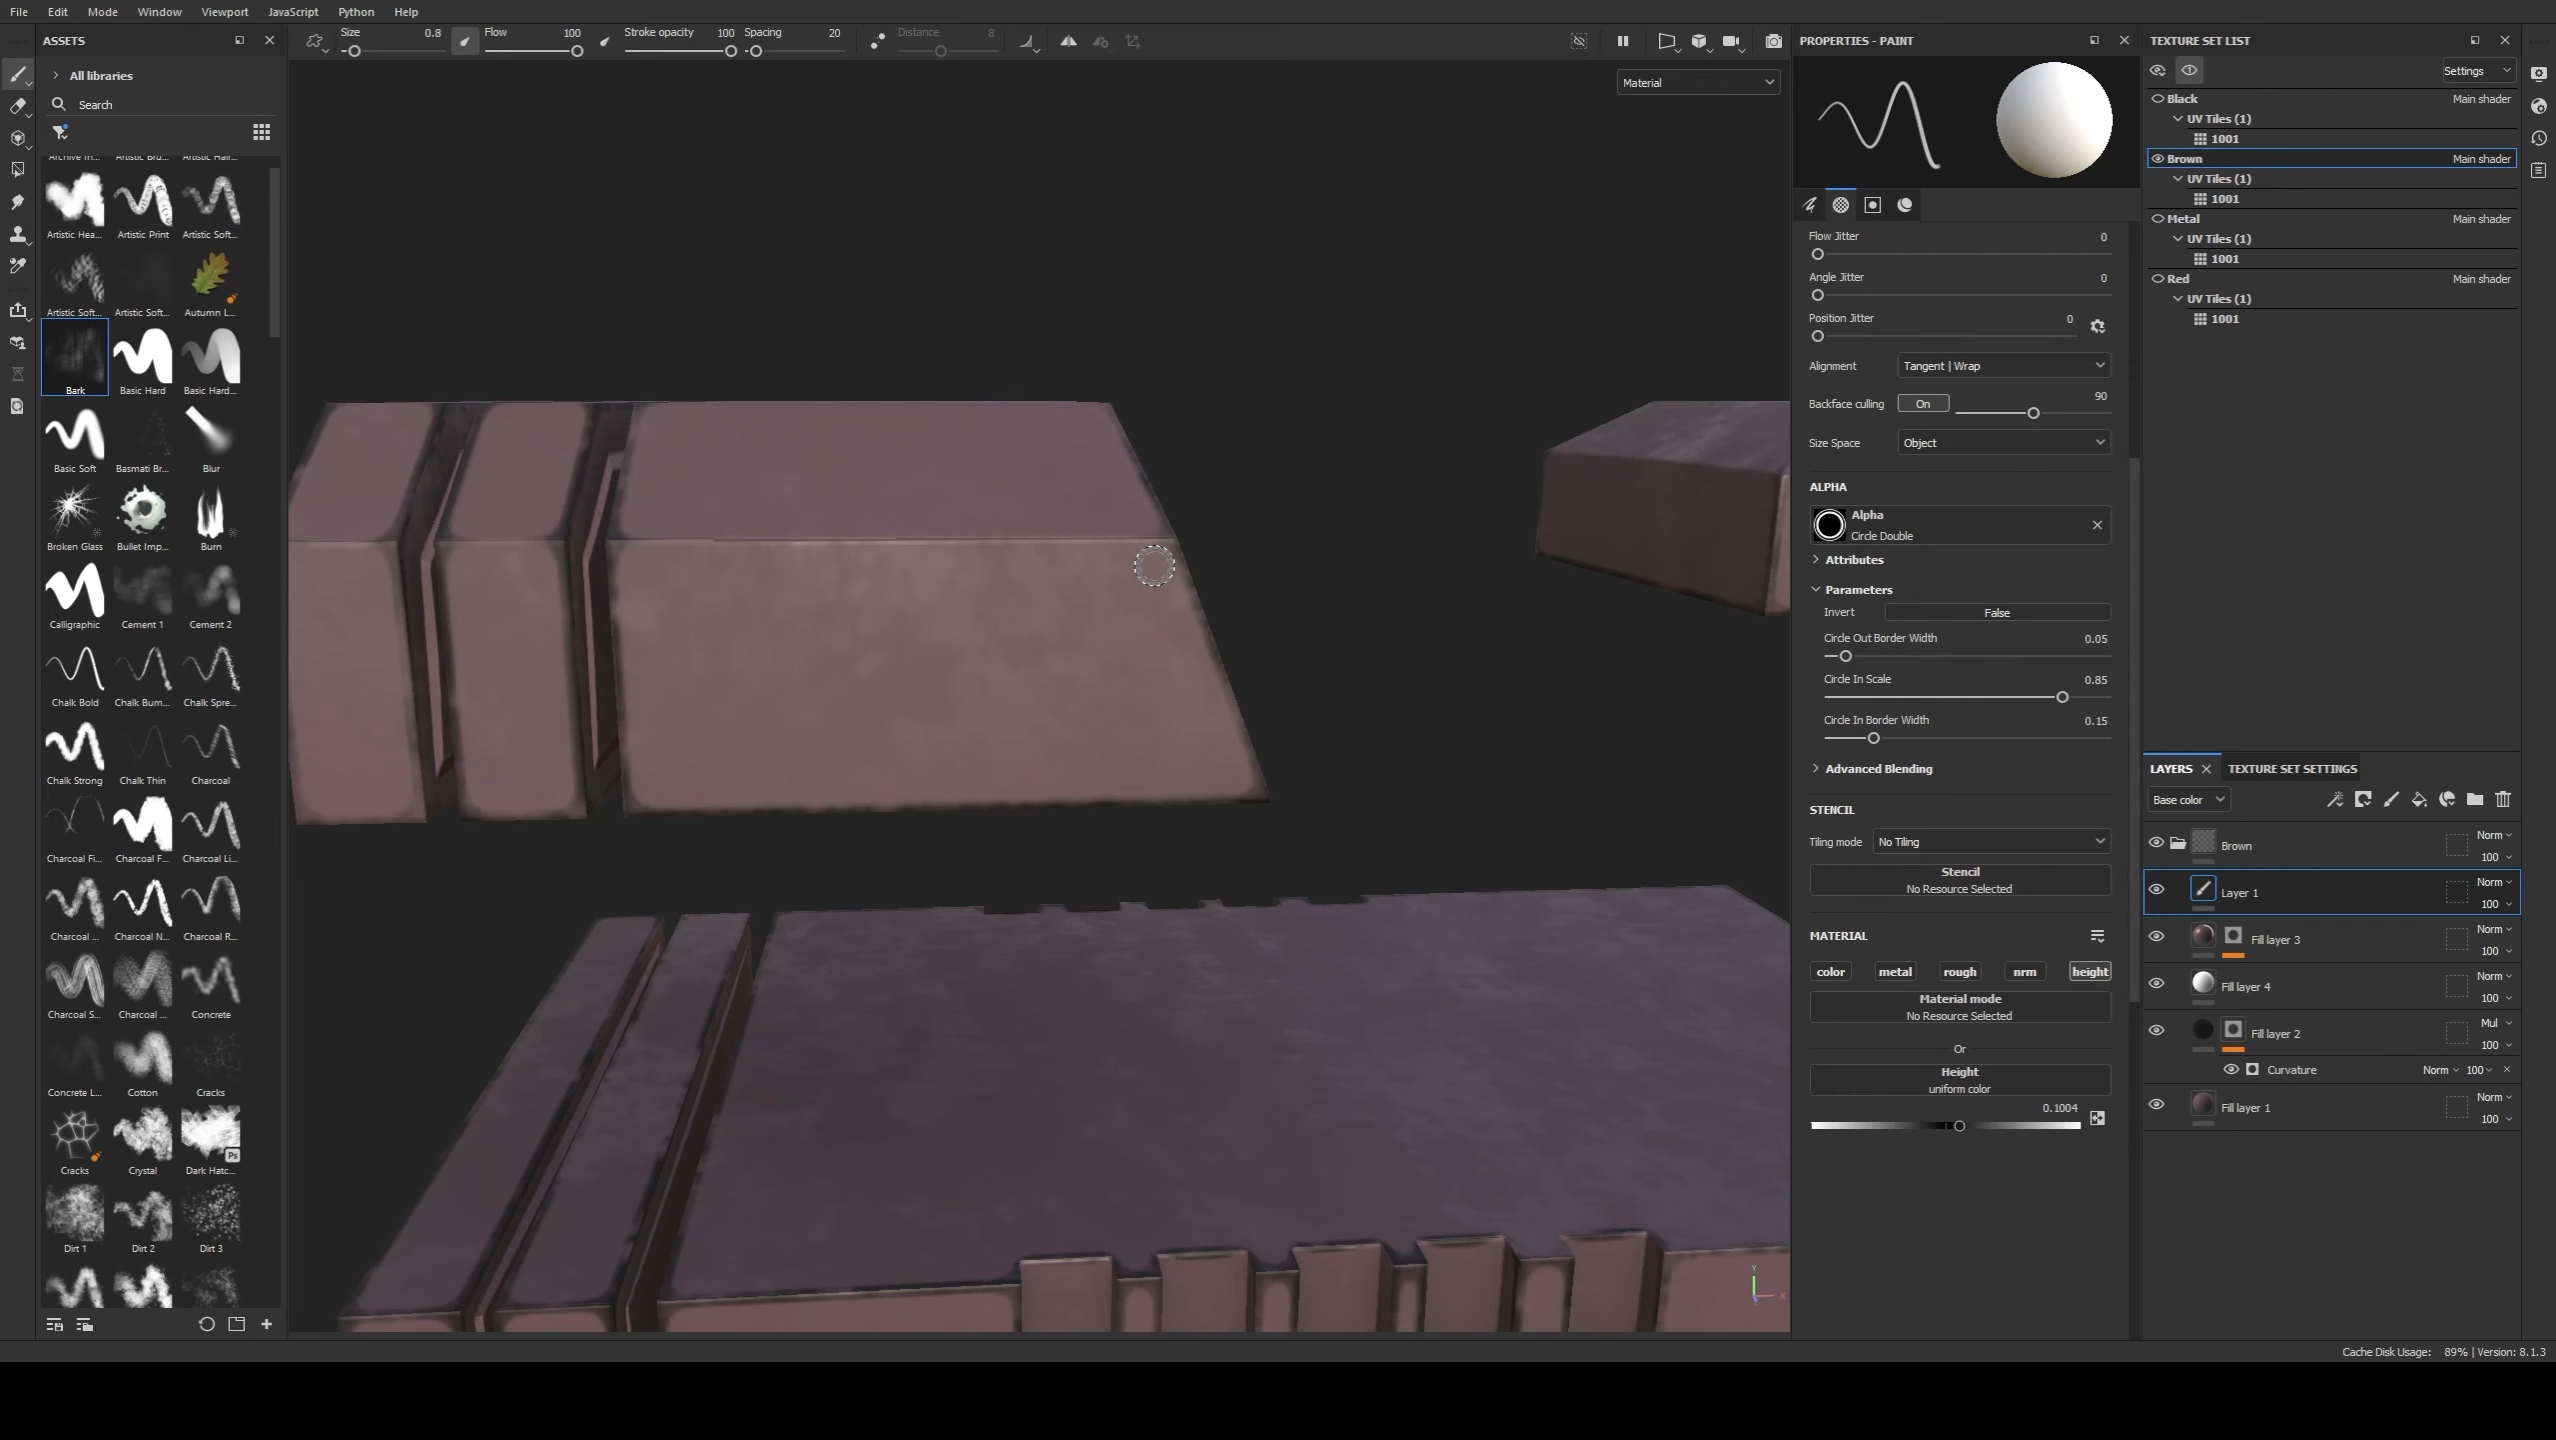 File Edit Mode Window Viewport JavaScript Python Help
ASSETS
All libraries
Search
Artistic Hea... Artistic Print Artistic Soft...
Artistic Soft... Artistic Soft... Autumn L...
Bark Basic Hard Basic Hard...
Basic Soft Basmati Br... Blur
Broken Glass Bullet Imp... Burn
Calligraphic Cement 1 Cement 2
Chalk Bold Chalk Bum... Chalk Spre...
Chalk Strong Chalk Thin Charcoal
Charcoal Fi... Charcoal F... Charcoal Li...
Charcoal ... Charcoal N... Charcoal R...
Charcoal S... Charcoal ... Concrete
Concrete L... Cotton Cracks
Cracks Crystal Dark Hatc...
Ps
Dirt 1 Dirt 2 Dirt 3
Size 0.8 Flow 100 Stroke opacity 100 Spacing 20 Distance 8
Material
Y
X
PROPERTIES - PAINT
Flow Jitter 0
Angle Jitter 0
Position Jitter 0
Alignment Tangent | Wrap
Backface culling On 90
Size Space Object
ALPHA
Alpha
Circle Double
Attributes
Parameters
Invert False
Circle Out Border Width 0.05
Circle In Scale 0.85
Circle In Border Width 0.15
Advanced Blending
STENCIL
Tiling mode No Tiling
Stencil
No Resource Selected
MATERIAL
color metal rough nrm height
Material mode
No Resource Selected
Or
Height
uniform color
0.1004
TEXTURE SET LIST
Settings
Black Main shader
UV Tiles (1)
1001
Brown Main shader
UV Tiles (1)
1001
Metal Main shader
UV Tiles (1)
1001
Red Main shader
UV Tiles (1)
1001
LAYERS TEXTURE SET SETTINGS
Base color
Brown Norm 100
Layer 1 Norm 100
Fill layer 3 Norm 100
Fill layer 4 Norm 100
Fill layer 2 Mul 100
Curvature Norm 100
Fill layer 1 Norm 100
Cache Disk Usage: 89% | Version: 8.1.3